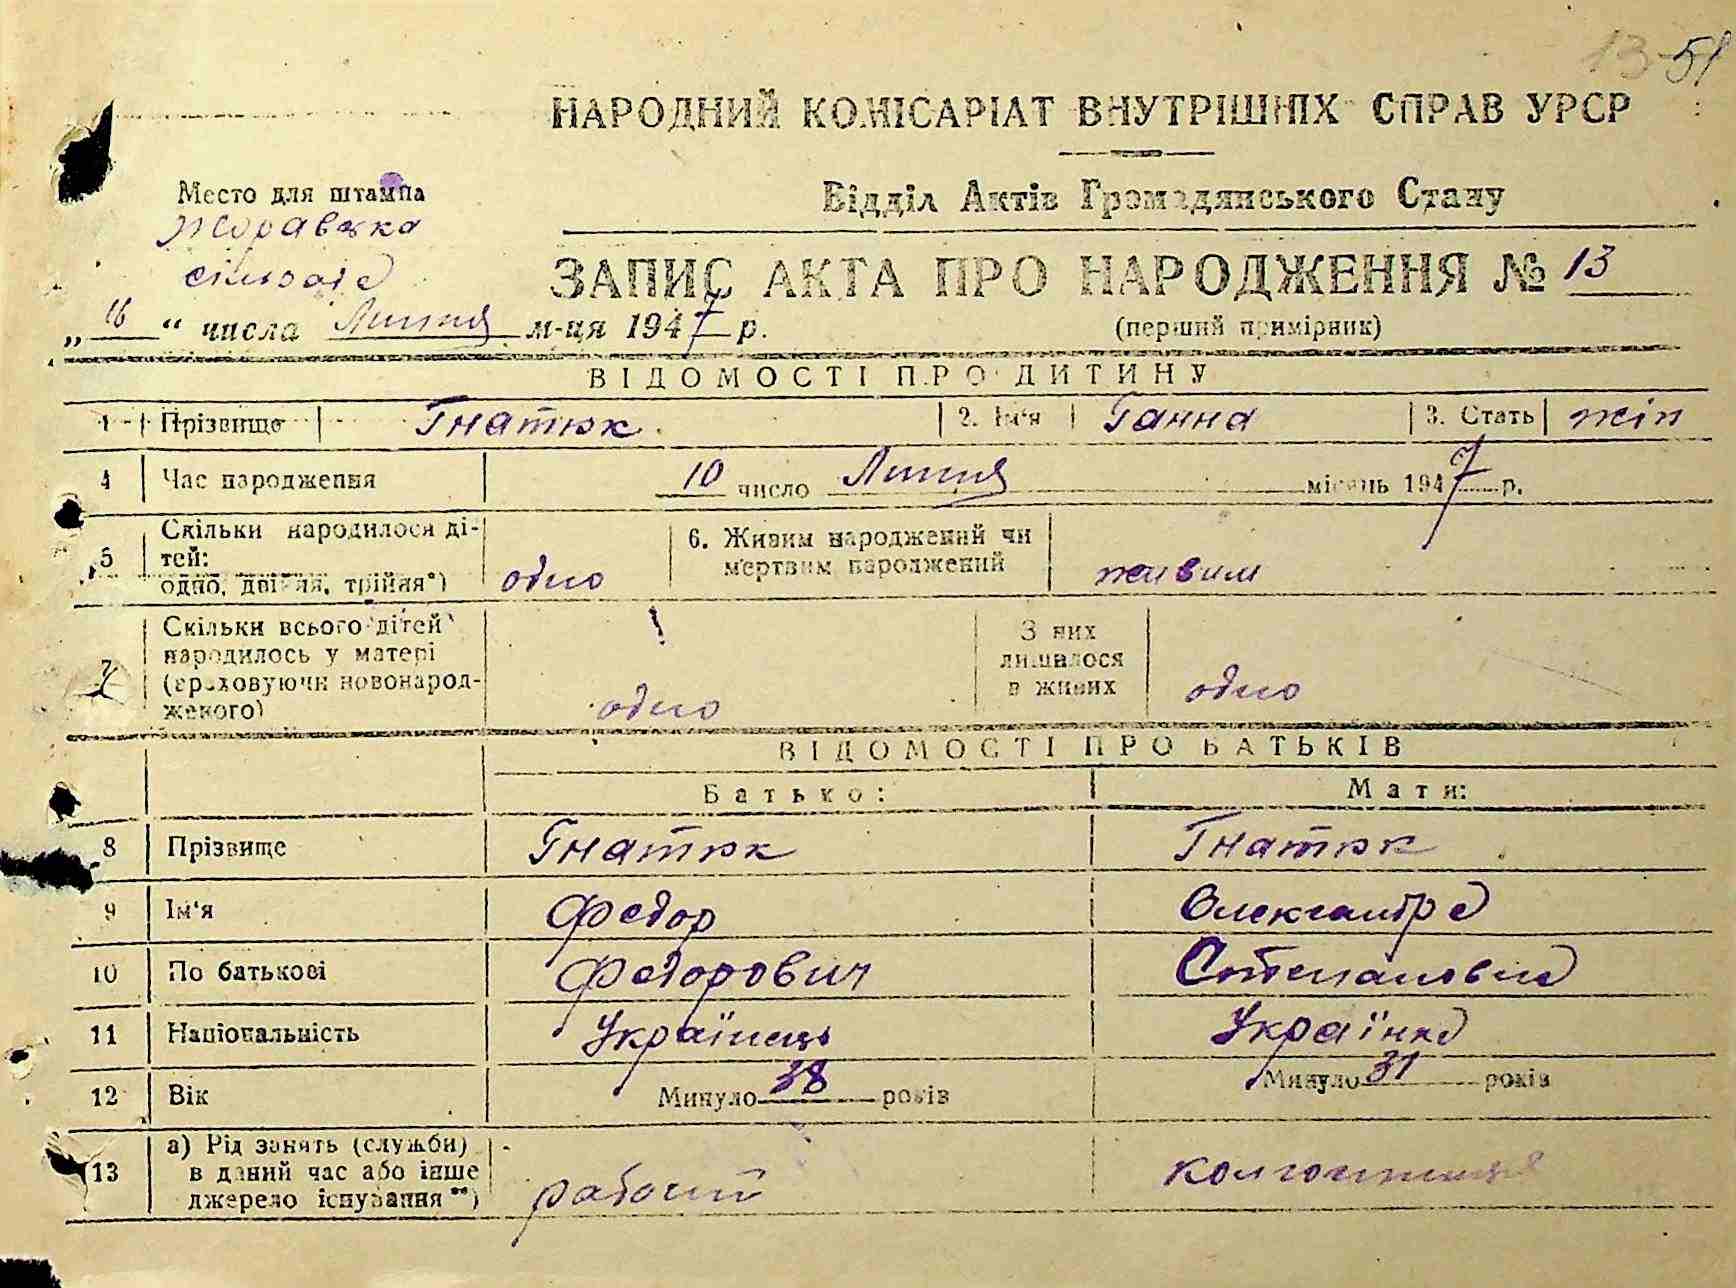 13 51
НАРОДНИЙ КОМІСАРІАТ ВНУТРІШНІХ СПРАВ УРСР
Место для штампа
Відділ Актів Громадянського Стану
Жоравська
сільрада
ЗАПИС АКТА ПРО НАРОДЖЕННЯ № 13
„16“ числа Липня м-ця 1947 р.
(перший примірник)
ВІДОМОСТІ ПРО ДИТИНУ
1 Прізвище Гнатюк 2. Ім'я Ганна 3. Стать жін
4 Час народження 10 число Липня місяць 1947 р.
5 Скільки народилося ді-
тей:
одно, двійня, трійня*) одно
6. Живим народжений чи
мертвим народжений живим
7 Скільки всього дітей
народилось у матері
(враховуючи новонарод-
женого) одно
З них
лишилося
в живих одно
ВІДОМОСТІ ПРО БАТЬКІВ
Батько: Мати:
8 Прізвище Гнатюк Гнатюк
9 Ім'я Федор Олександра
10 По батькові Федорович Степановна
11 Національність Українець Українка
12 Вік Минуло 38 років Минуло 31 років
13 а) Рід занять (служби)
в даний час або інше
джерело існування**) рабочий колгоспниця